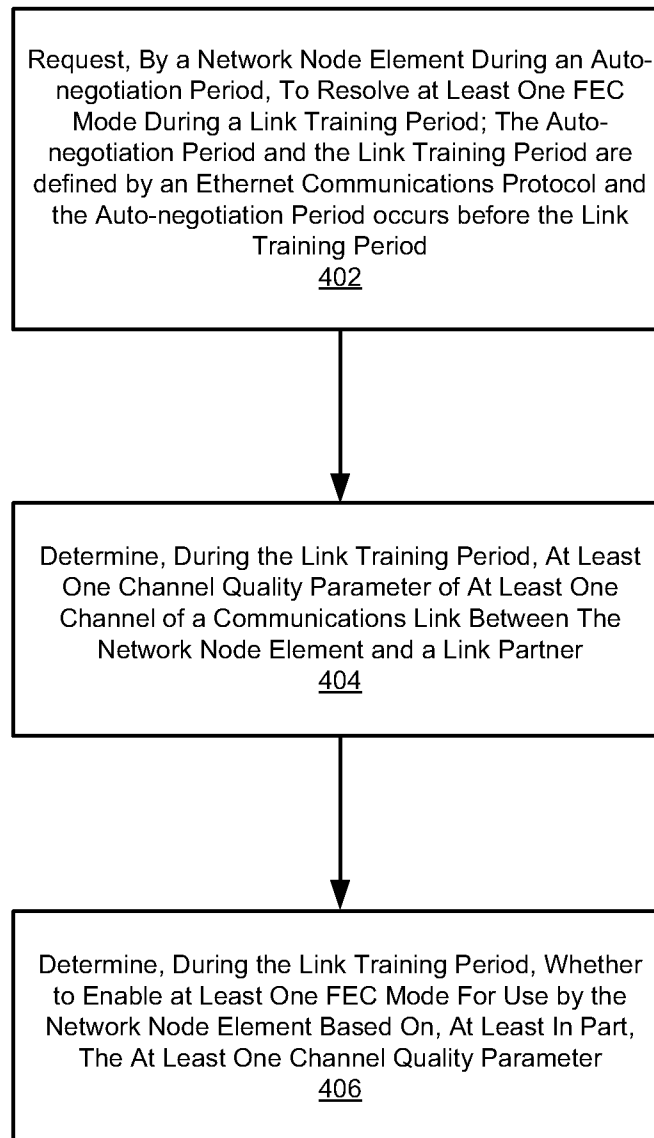 Request, By a Network Node Element During an Auto-
negotiation Period, To Resolve at Least One FEC
Mode During a Link Training Period; The Auto-
negotiation Period and the Link Training Period are
defined by an Ethernet Communications Protocol and
the Auto-negotiation Period occurs before the Link
Training Period
402
Determine, During the Link Training Period, At Least
One Channel Quality Parameter of At Least One
Channel of a Communications Link Between The
Network Node Element and a Link Partner
404
Determine, During the Link Training Period, Whether
to Enable at Least One FEC Mode For Use by the
Network Node Element Based On, At Least In Part,
The At Least One Channel Quality Parameter
406